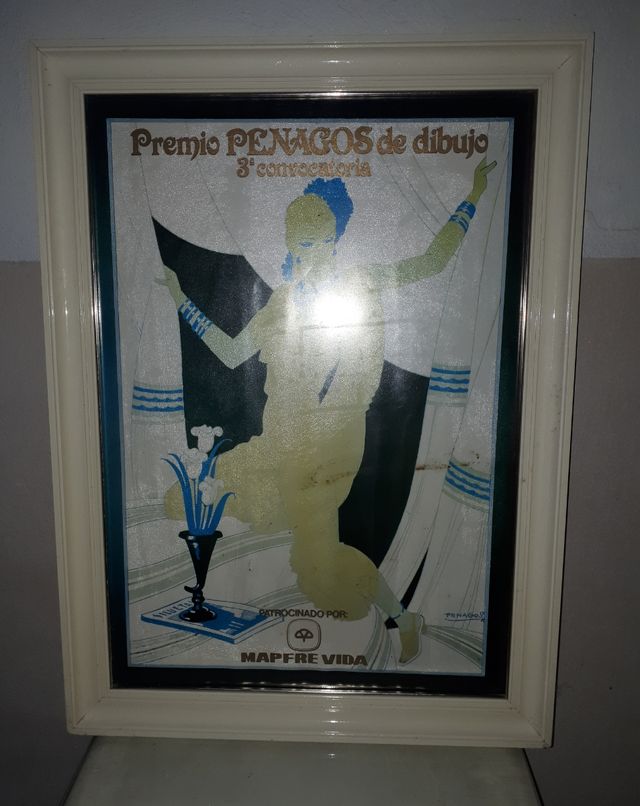 Premio PENAGOS de dibujo
3ª convocatoria
PATROCINADO POR:
MAPFRE VIDA
PENAGOS